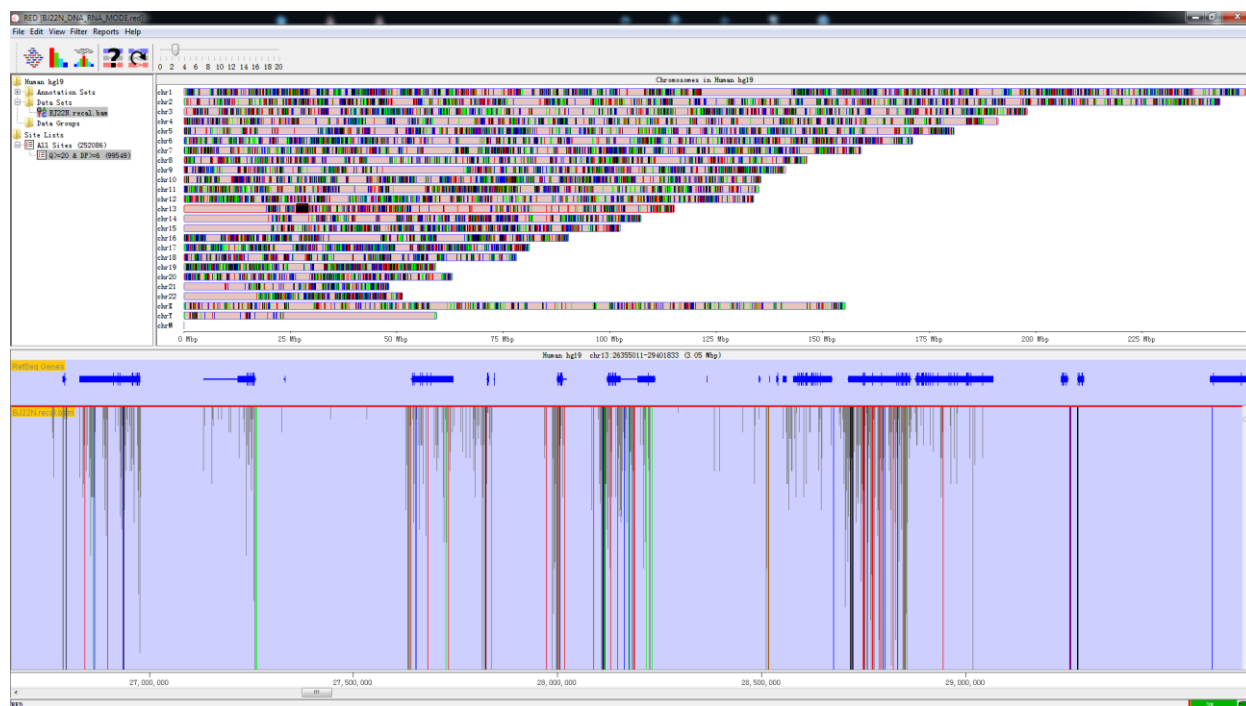 RED [BJ22N_DNA_RNA_MODE.red]
File Edit View Filter Reports Help
0 2 4 6 8 10 12 14 16 18 20
Human hg19
Annotation Sets
Data Sets
BJ22N.recal.bam
Data Groups
Site Lists
All Sites (252086)
Q>=20 & DP>=6 (99549)
Chromosomes in Human hg19
chr1
chr2
chr3
chr4
chr5
chr6
chr7
chr8
chr9
chr10
chr11
chr12
chr13
chr14
chr15
chr16
chr17
chr18
chr19
chr20
chr21
chr22
chrX
chrY
chrM
0 Mbp 25 Mbp 50 Mbp 75 Mbp 100 Mbp 125 Mbp 150 Mbp 175 Mbp 200 Mbp 225 Mbp
Human hg19 chr13:26355011-29401833 (3.05 Mbp)
RefSeq Genes
BJ22N.recal.bam
27,000,000 27,500,000 28,000,000 28,500,000 29,000,000
RED